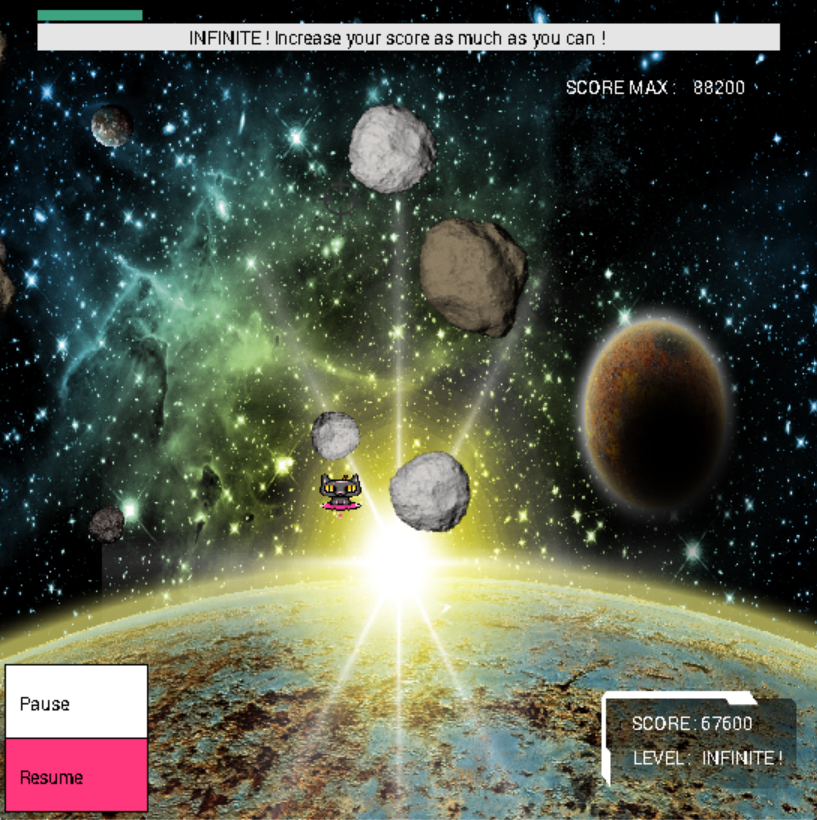 INFINITE ! Increase your score as much as you can !
SCORE MAX : 88200
Pause
Resume
SCORE : 67600
LEVEL : INFINITE !